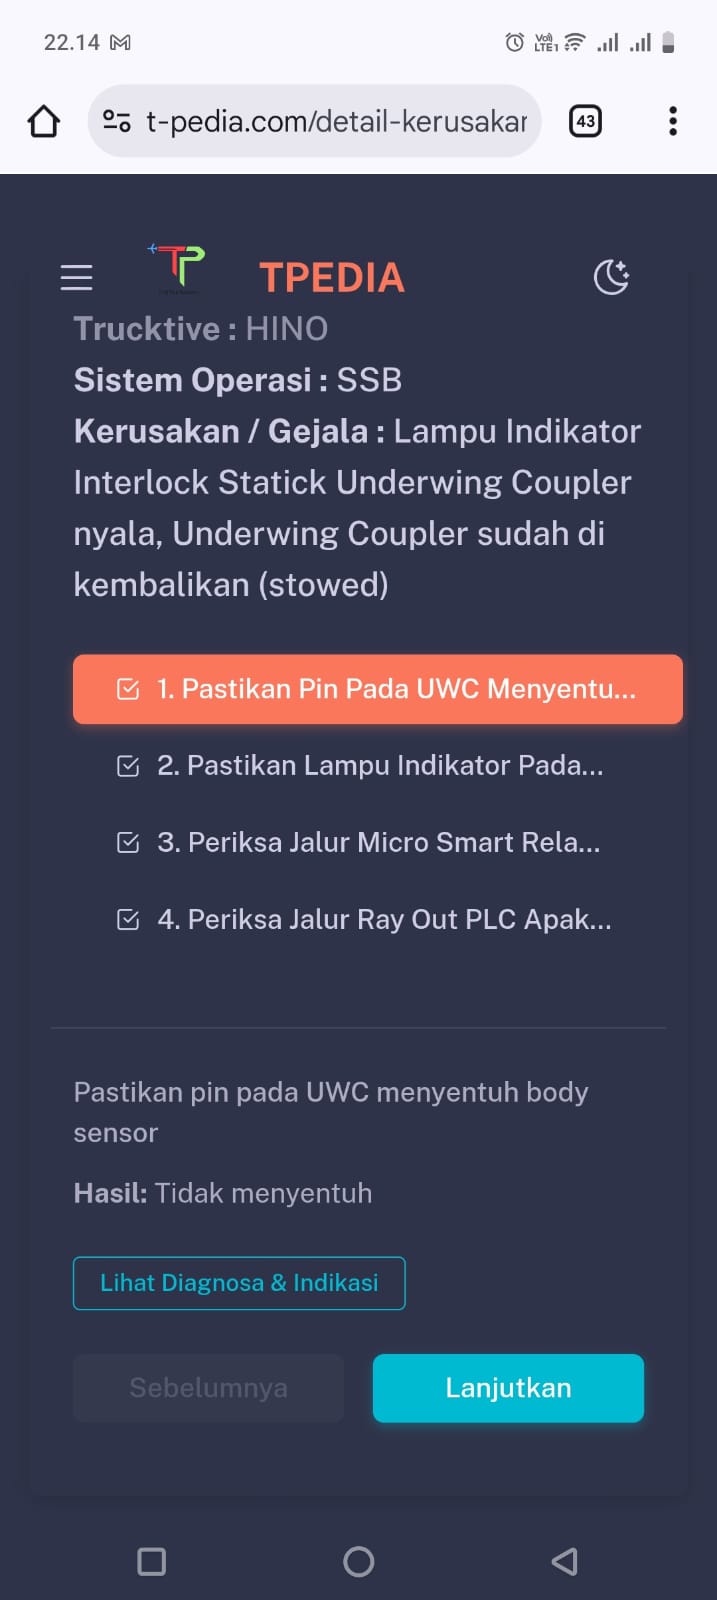 22.14
Vo))
LTE1
t-pedia.com/detail-kerusakar
43
TP
TPEDIA
Trucktive : HINO
Sistem Operasi : SSB
Kerusakan / Gejala : Lampu Indikator
Interlock Statick Underwing Coupler
nyala, Underwing Coupler sudah di
kembalikan (stowed)
1. Pastikan Pin Pada UWC Menyentu...
2. Pastikan Lampu Indikator Pada...
3. Periksa Jalur Micro Smart Rela...
4. Periksa Jalur Ray Out PLC Apak...
Pastikan pin pada UWC menyentuh body
sensor
Hasil: Tidak menyentuh
Lihat Diagnosa & Indikasi
Sebelumnya
Lanjutkan